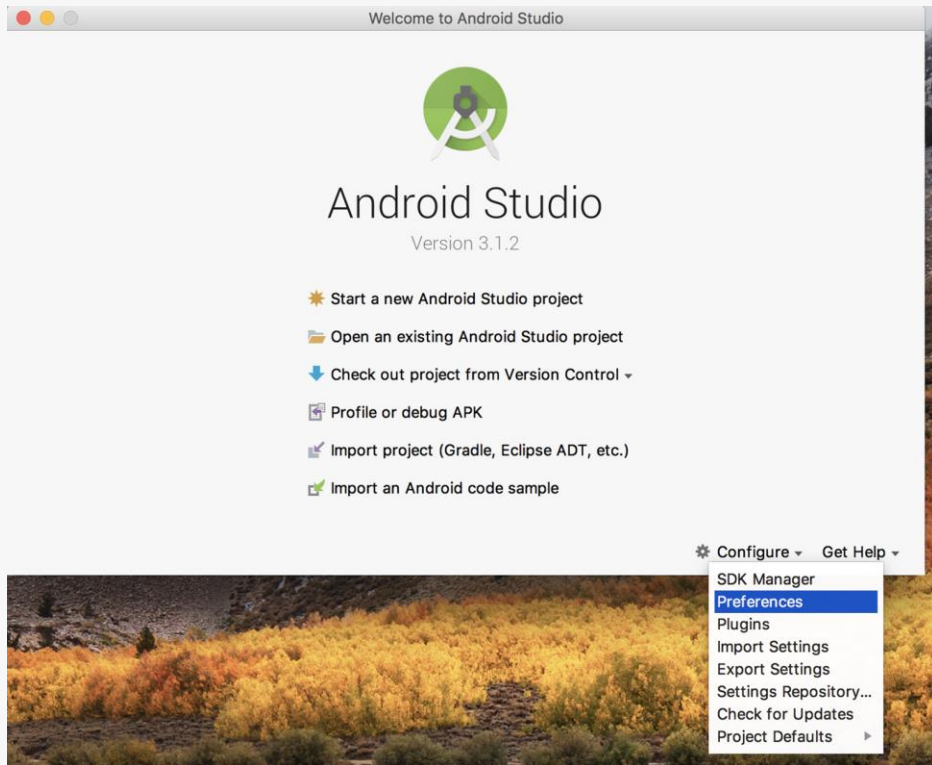 Welcome to Android Studio
Android Studio
Version 3.1.2
Start a new Android Studio project
Open an existing Android Studio project
Check out project from Version Control
Profile or debug APK
Import project (Gradle, Eclipse ADT, etc.)
Import an Android code sample
Configure Get Help
SDK Manager
Preferences
Plugins
Import Settings
Export Settings
Settings Repository...
Check for Updates
Project Defaults